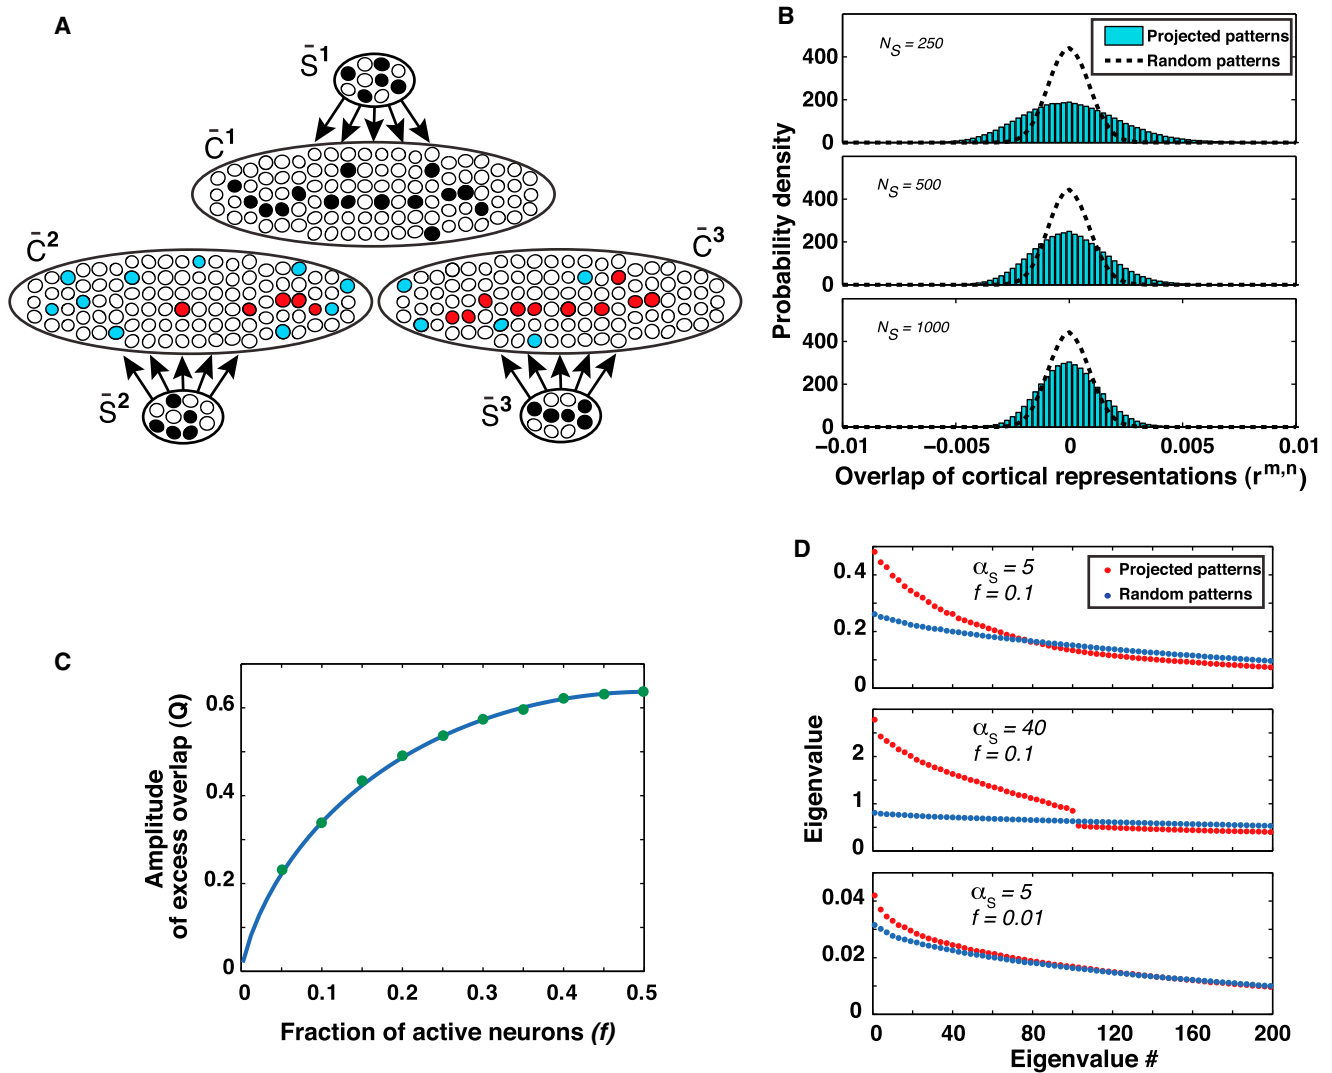 A
S̄¹
C̄¹
C̄²
C̄³
S̄²
S̄³
B
Projected patterns
Random patterns
N_S = 250
400
200
0
N_S = 500
400
200
0
N_S = 1000
400
200
0
Probability density
−0.01 −0.005 0 0.005 0.01
Overlap of cortical representations (r^m,n)
C
Amplitude
of excess overlap (Q)
0.6
0.4
0.2
0
0 0.1 0.2 0.3 0.4 0.5
Fraction of active neurons (f)
D
Projected patterns
Random patterns
α_S = 5
f = 0.1
0.4
0.2
0
α_S = 40
f = 0.1
2
1
0
α_S = 5
f = 0.01
0.04
0.02
0
Eigenvalue
0 40 80 120 160 200
Eigenvalue #